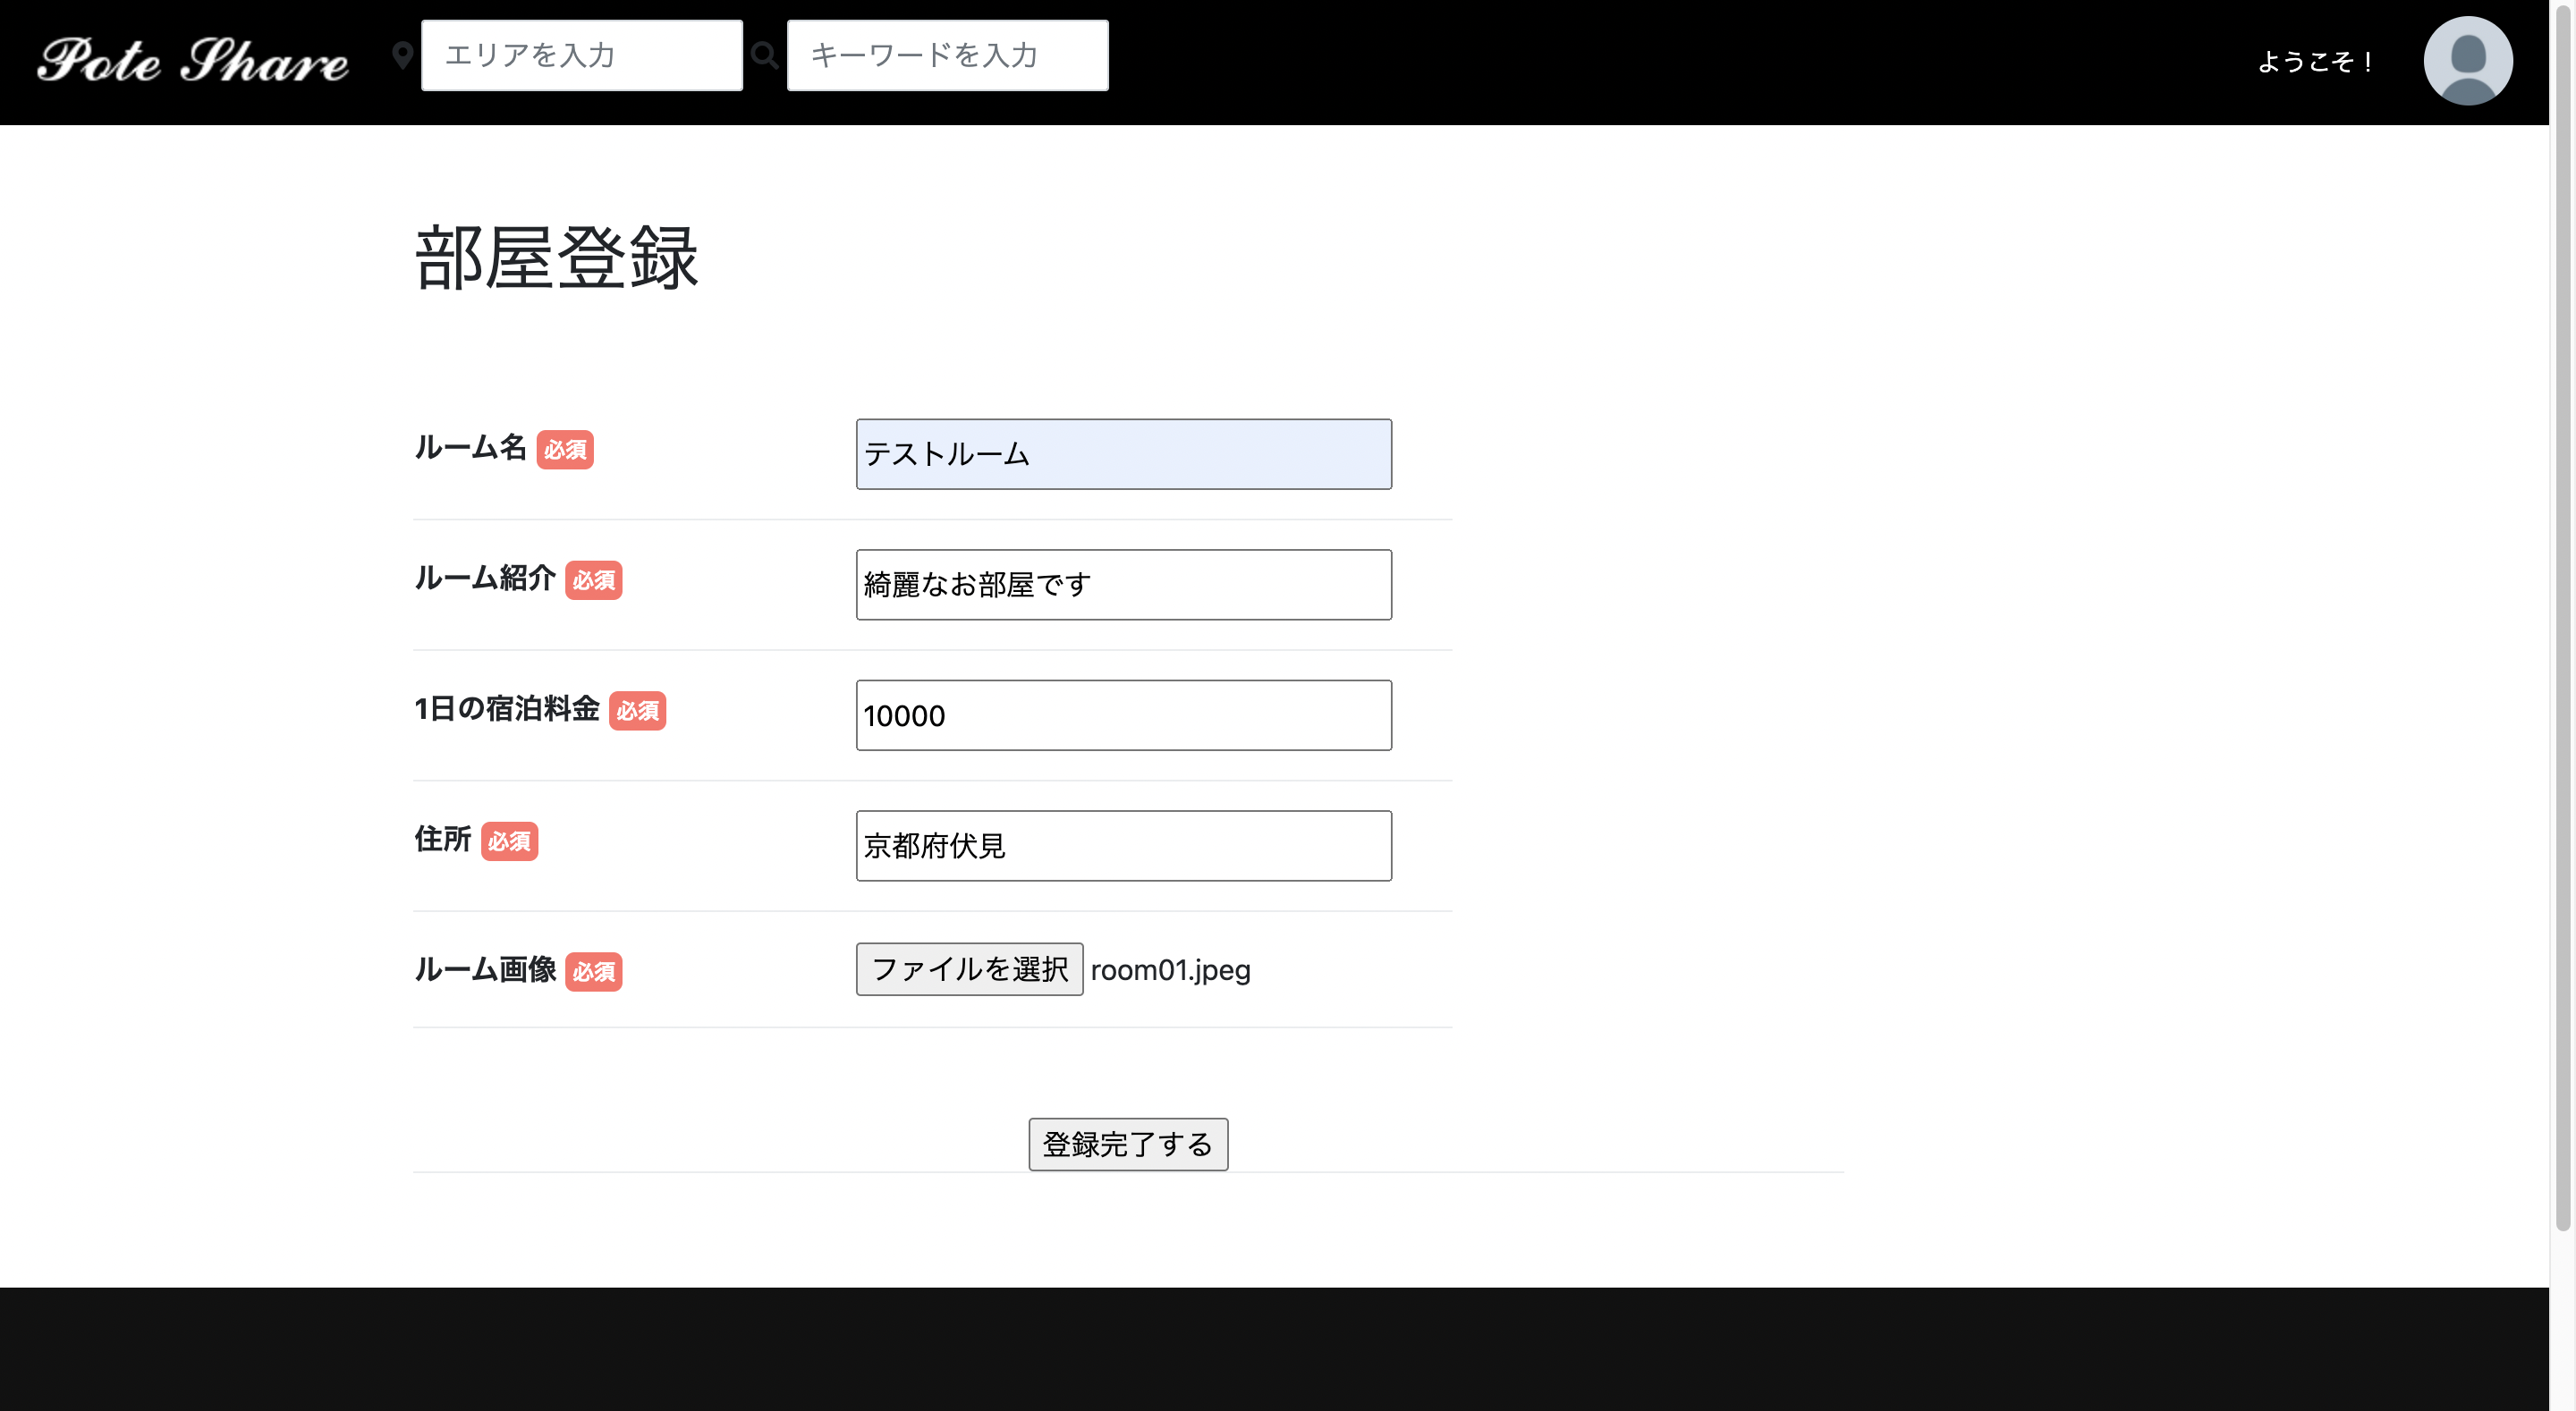 Pote Share エリアを入力 キーワードを入力 ようこそ！
部屋登録
ルーム名 必須 テストルーム
ルーム紹介 必須 綺麗なお部屋です
1日の宿泊料金 必須 10000
住所 必須 京都府伏見
ルーム画像 必須 ファイルを選択 room01.jpeg
登録完了する